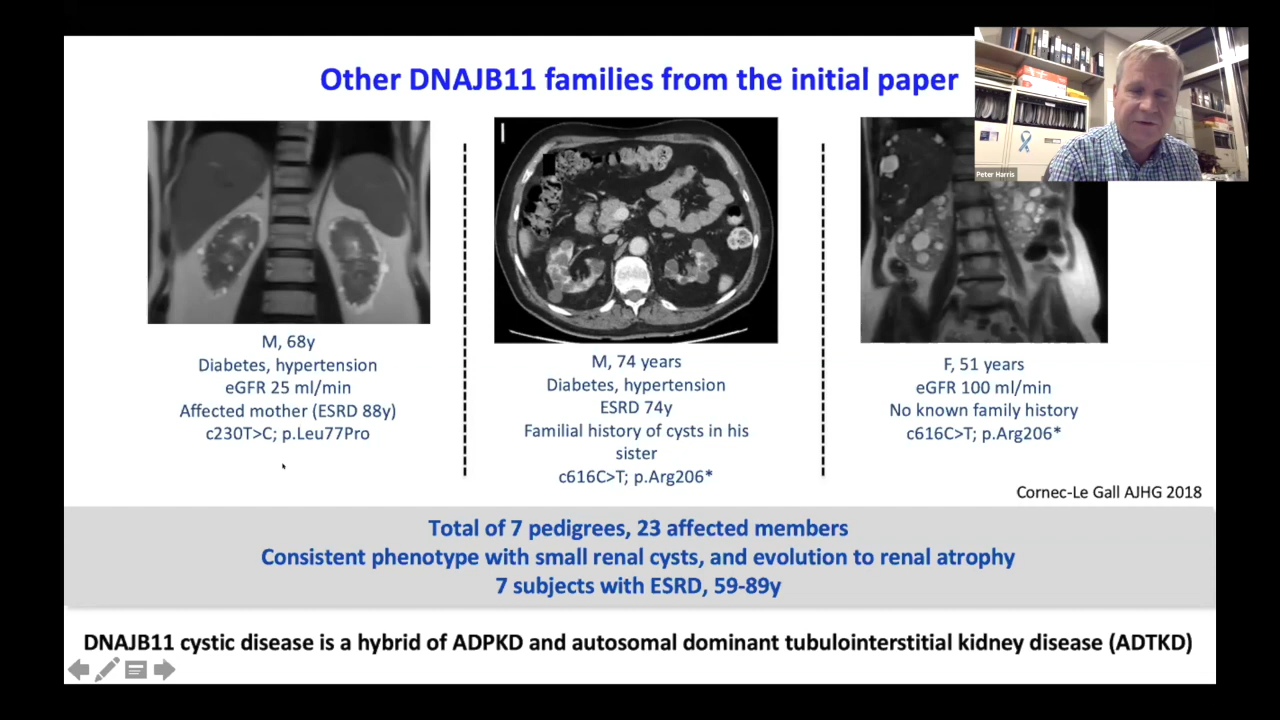 Other DNAJB11 families from the initial paper
Peter Harris
M, 68y
Diabetes, hypertension
eGFR 25 ml/min
Affected mother (ESRD 88y)
c230T>C; p.Leu77Pro
M, 74 years
Diabetes, hypertension
ESRD 74y
Familial history of cysts in his
sister
c616C>T; p.Arg206*
F, 51 years
eGFR 100 ml/min
No known family history
c616C>T; p.Arg206*
Cornec-Le Gall AJHG 2018
Total of 7 pedigrees, 23 affected members
Consistent phenotype with small renal cysts, and evolution to renal atrophy
7 subjects with ESRD, 59-89y
DNAJB11 cystic disease is a hybrid of ADPKD and autosomal dominant tubulointerstitial kidney disease (ADTKD)